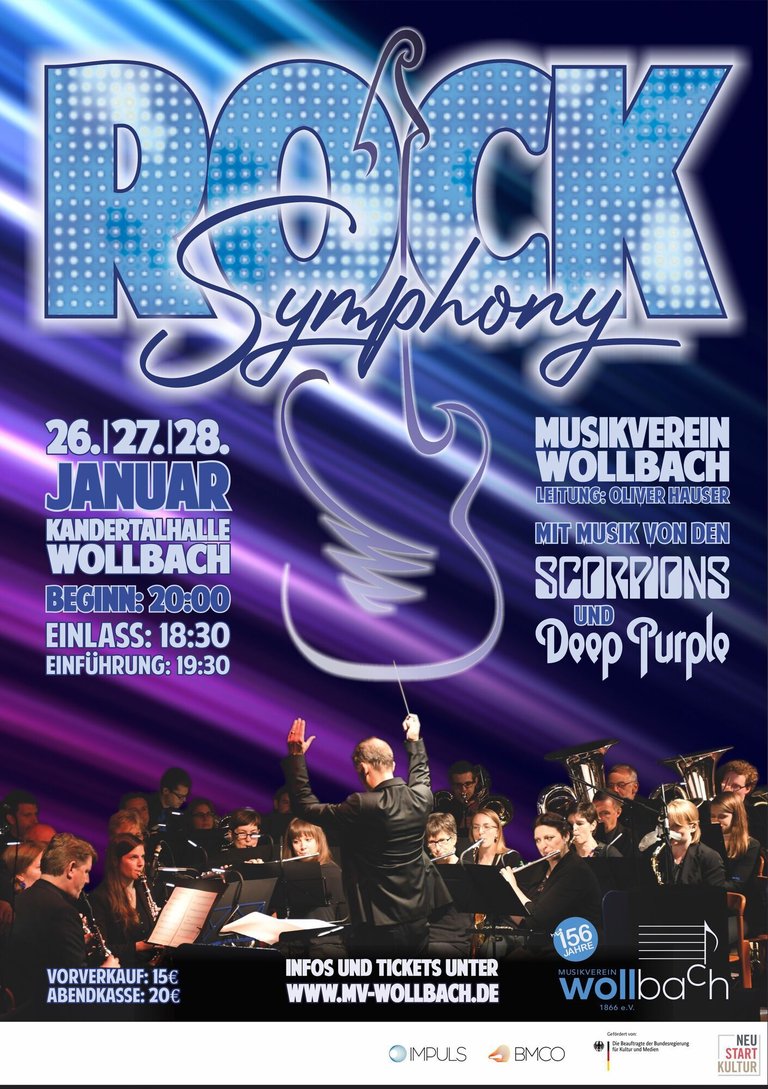 ROCK
Symphony
26.|27.|28.
JANUAR
KANDERTALHALLE
WOLLBACH
BEGINN: 20:00
EINLASS: 18:30
EINFÜHRUNG: 19:30
MUSIKVEREIN
WOLLBACH
LEITUNG: OLIVER HAUSER
MIT MUSIK VON DEN
SCORPIONS
UND
Deep Purple
VORVERKAUF: 15€
ABENDKASSE: 20€
INFOS UND TICKETS UNTER
WWW.MV-WOLLBACH.DE
156
JAHRE
MUSIKVEREIN
wollbach
1866 e.V.
IMPULS
BMCO
Gefördert von:
Die Beauftragte der Bundesregierung
für Kultur und Medien
NEU
START
KULTUR